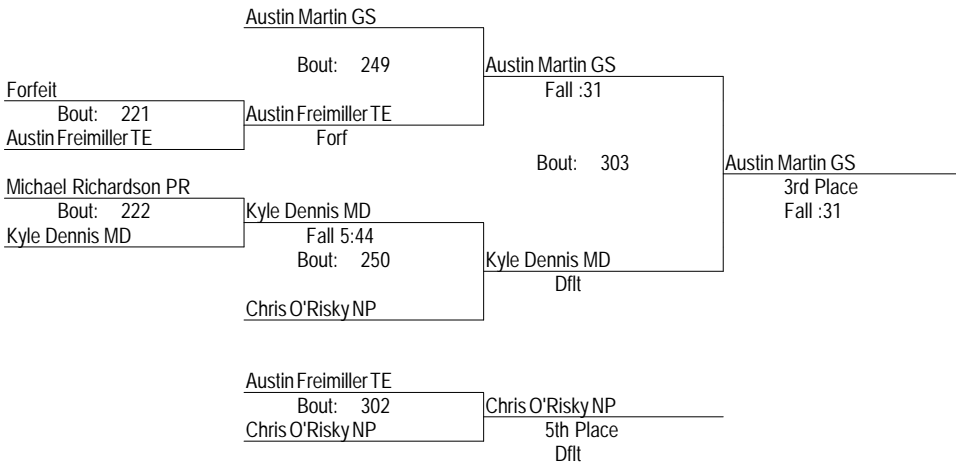 Austin Martin GS
Bout: 249
Austin Martin GS
Fall :31
Forfeit
Bout: 221
Austin Freimiller TE
Austin Freimiller TE
Forf
Bout: 303
Austin Martin GS
3rd Place
Fall :31
Michael Richardson PR
Bout: 222
Kyle Dennis MD
Kyle Dennis MD
Fall 5:44
Bout: 250
Kyle Dennis MD
Dflt
Chris O'Risky NP
Austin Freimiller TE
Bout: 302
Chris O'Risky NP
Chris O'Risky NP
5th Place
Dflt